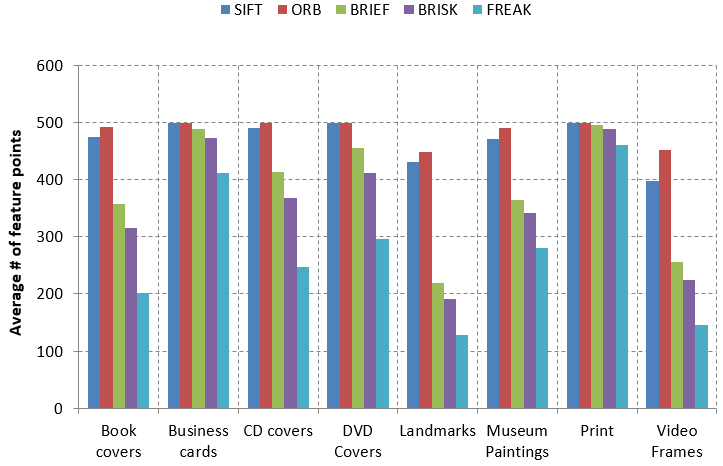 SIFT ORB BRIEF BRISK FREAK
Average # of feature points
600
500
400
300
200
100
0
Book covers
Business cards
CD covers
DVD Covers
Landmarks
Museum Paintings
Print
Video Frames